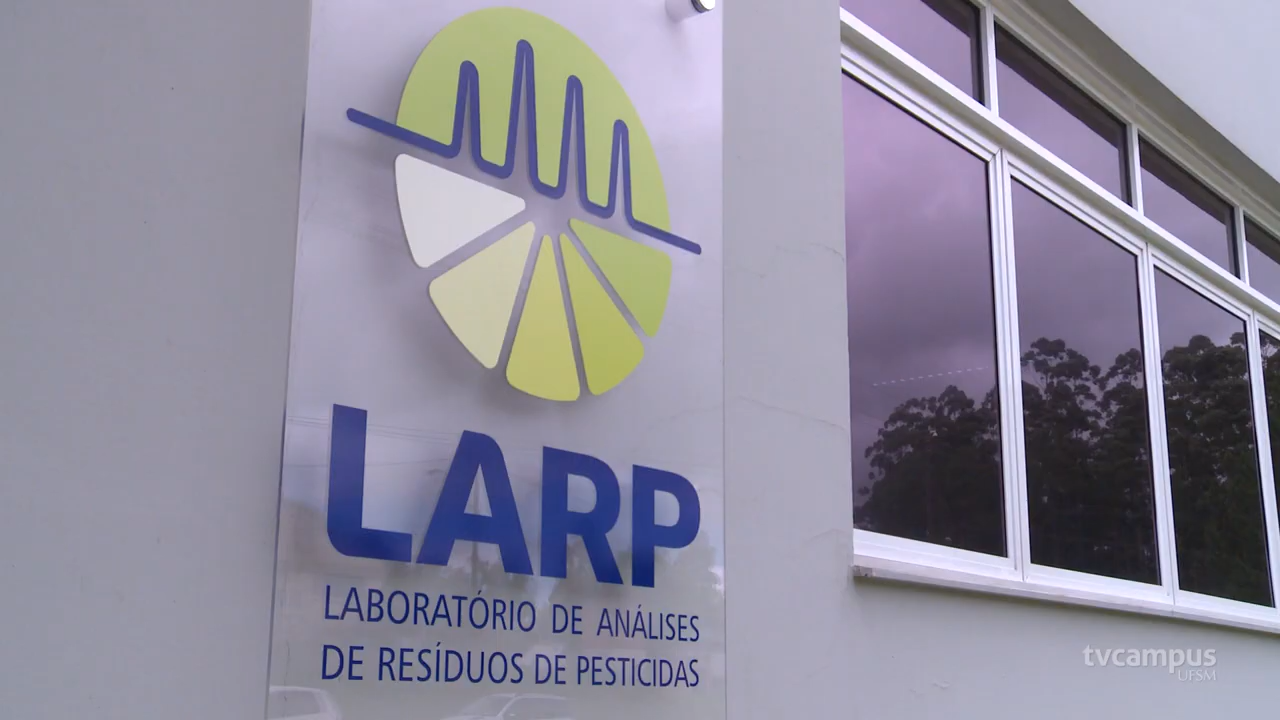 LARP
LABORATÓRIO DE ANÁLISES
DE RESÍDUOS DE PESTICIDAS
tvcampus
UFSM